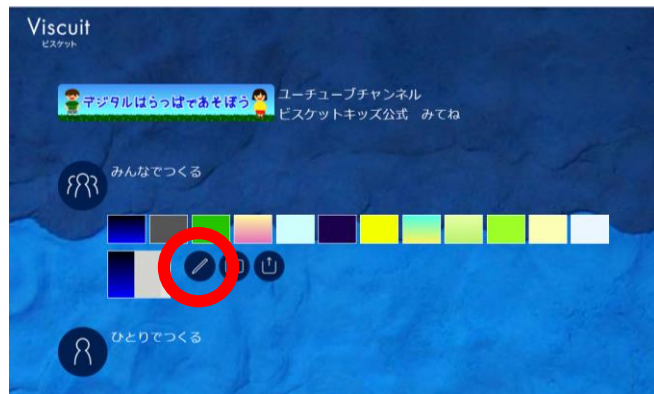 Viscuit
ビスケット
デジタルはらっぱであそぼう
ユーチューブチャンネル
ビスケットキッズ公式　みてね
みんなでつくる
ひとりでつくる